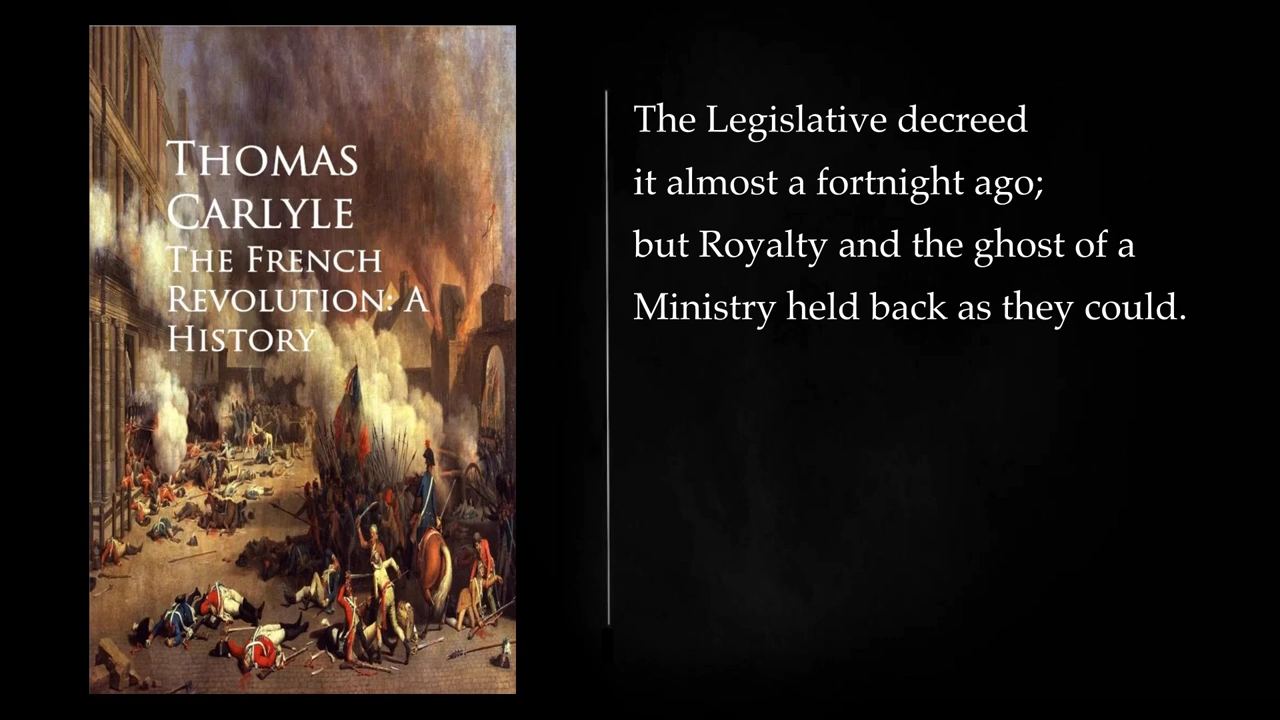 THOMAS
CARLYLE
THE FRENCH
REVOLUTION: A
HISTORY
The Legislative decreed
it almost a fortnight ago;
but Royalty and the ghost of a
Ministry held back as they could.